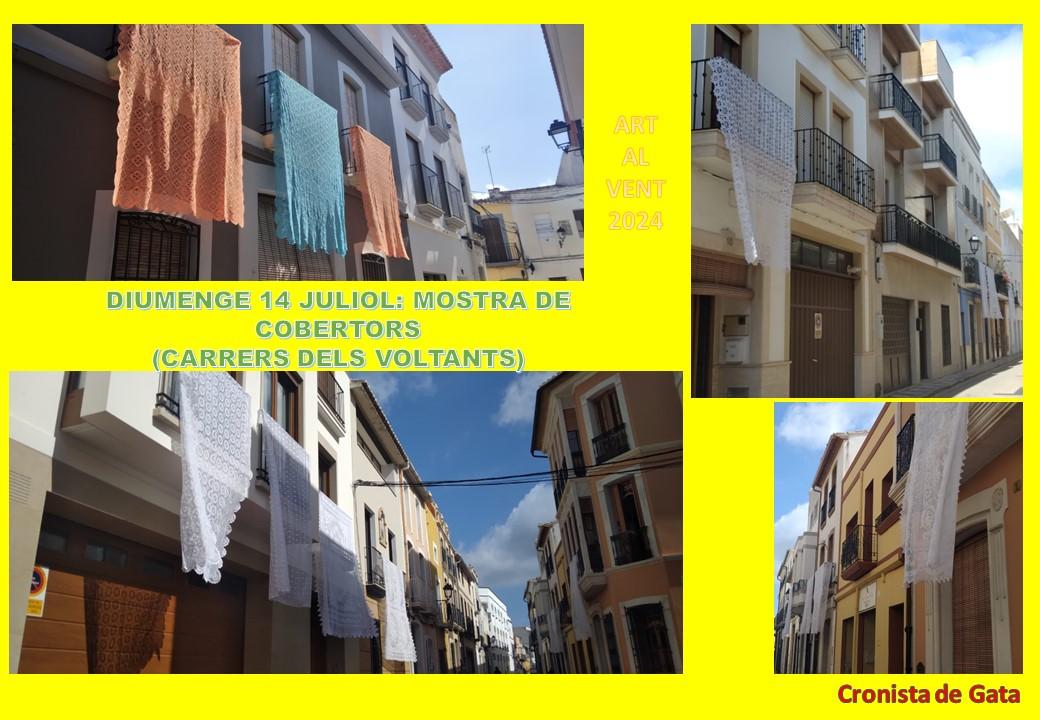 ART
AL
VENT
2024
DIUMENGE 14 JULIOL: MOSTRA DE
COBERTORS
(CARRERS DELS VOLTANTS)
Cronista de Gata